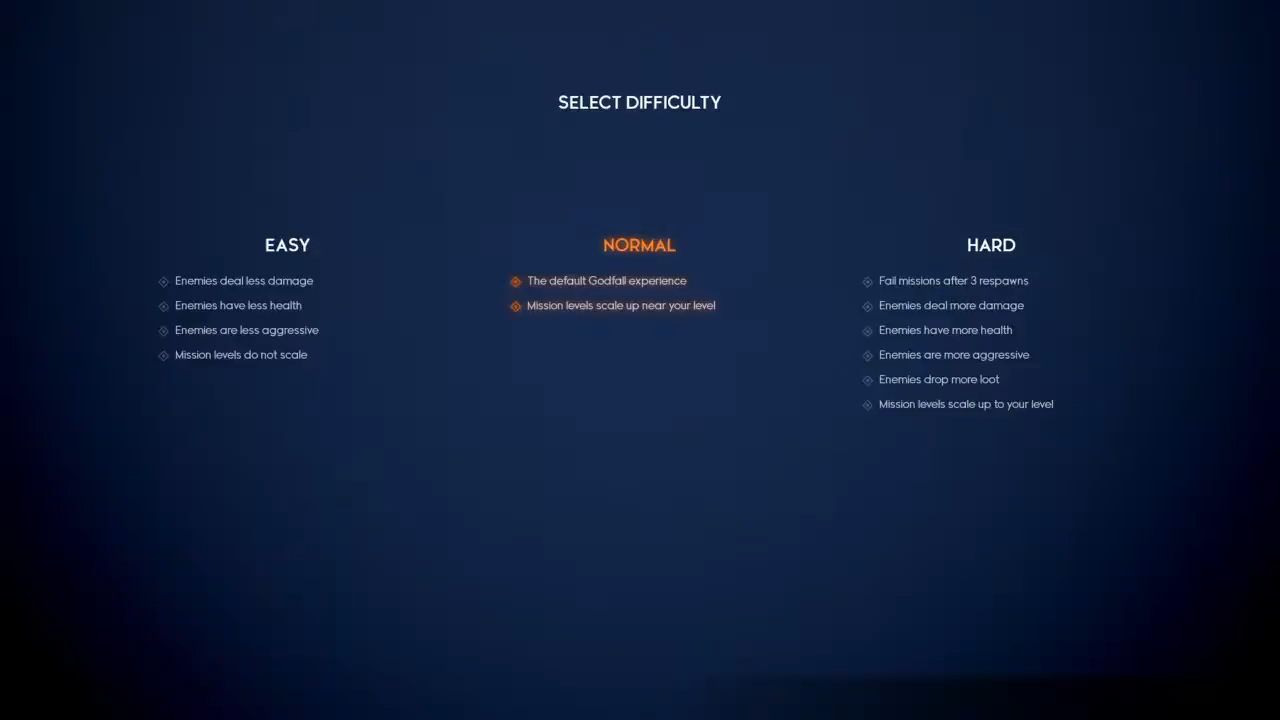 SELECT DIFFICULTY
EASY
Enemies deal less damage
Enemies have less health
Enemies are less aggressive
Mission levels do not scale
NORMAL
The default Godfall experience
Mission levels scale up near your level
HARD
Fail missions after 3 respawns
Enemies deal more damage
Enemies have more health
Enemies are more aggressive
Enemies drop more loot
Mission levels scale up to your level